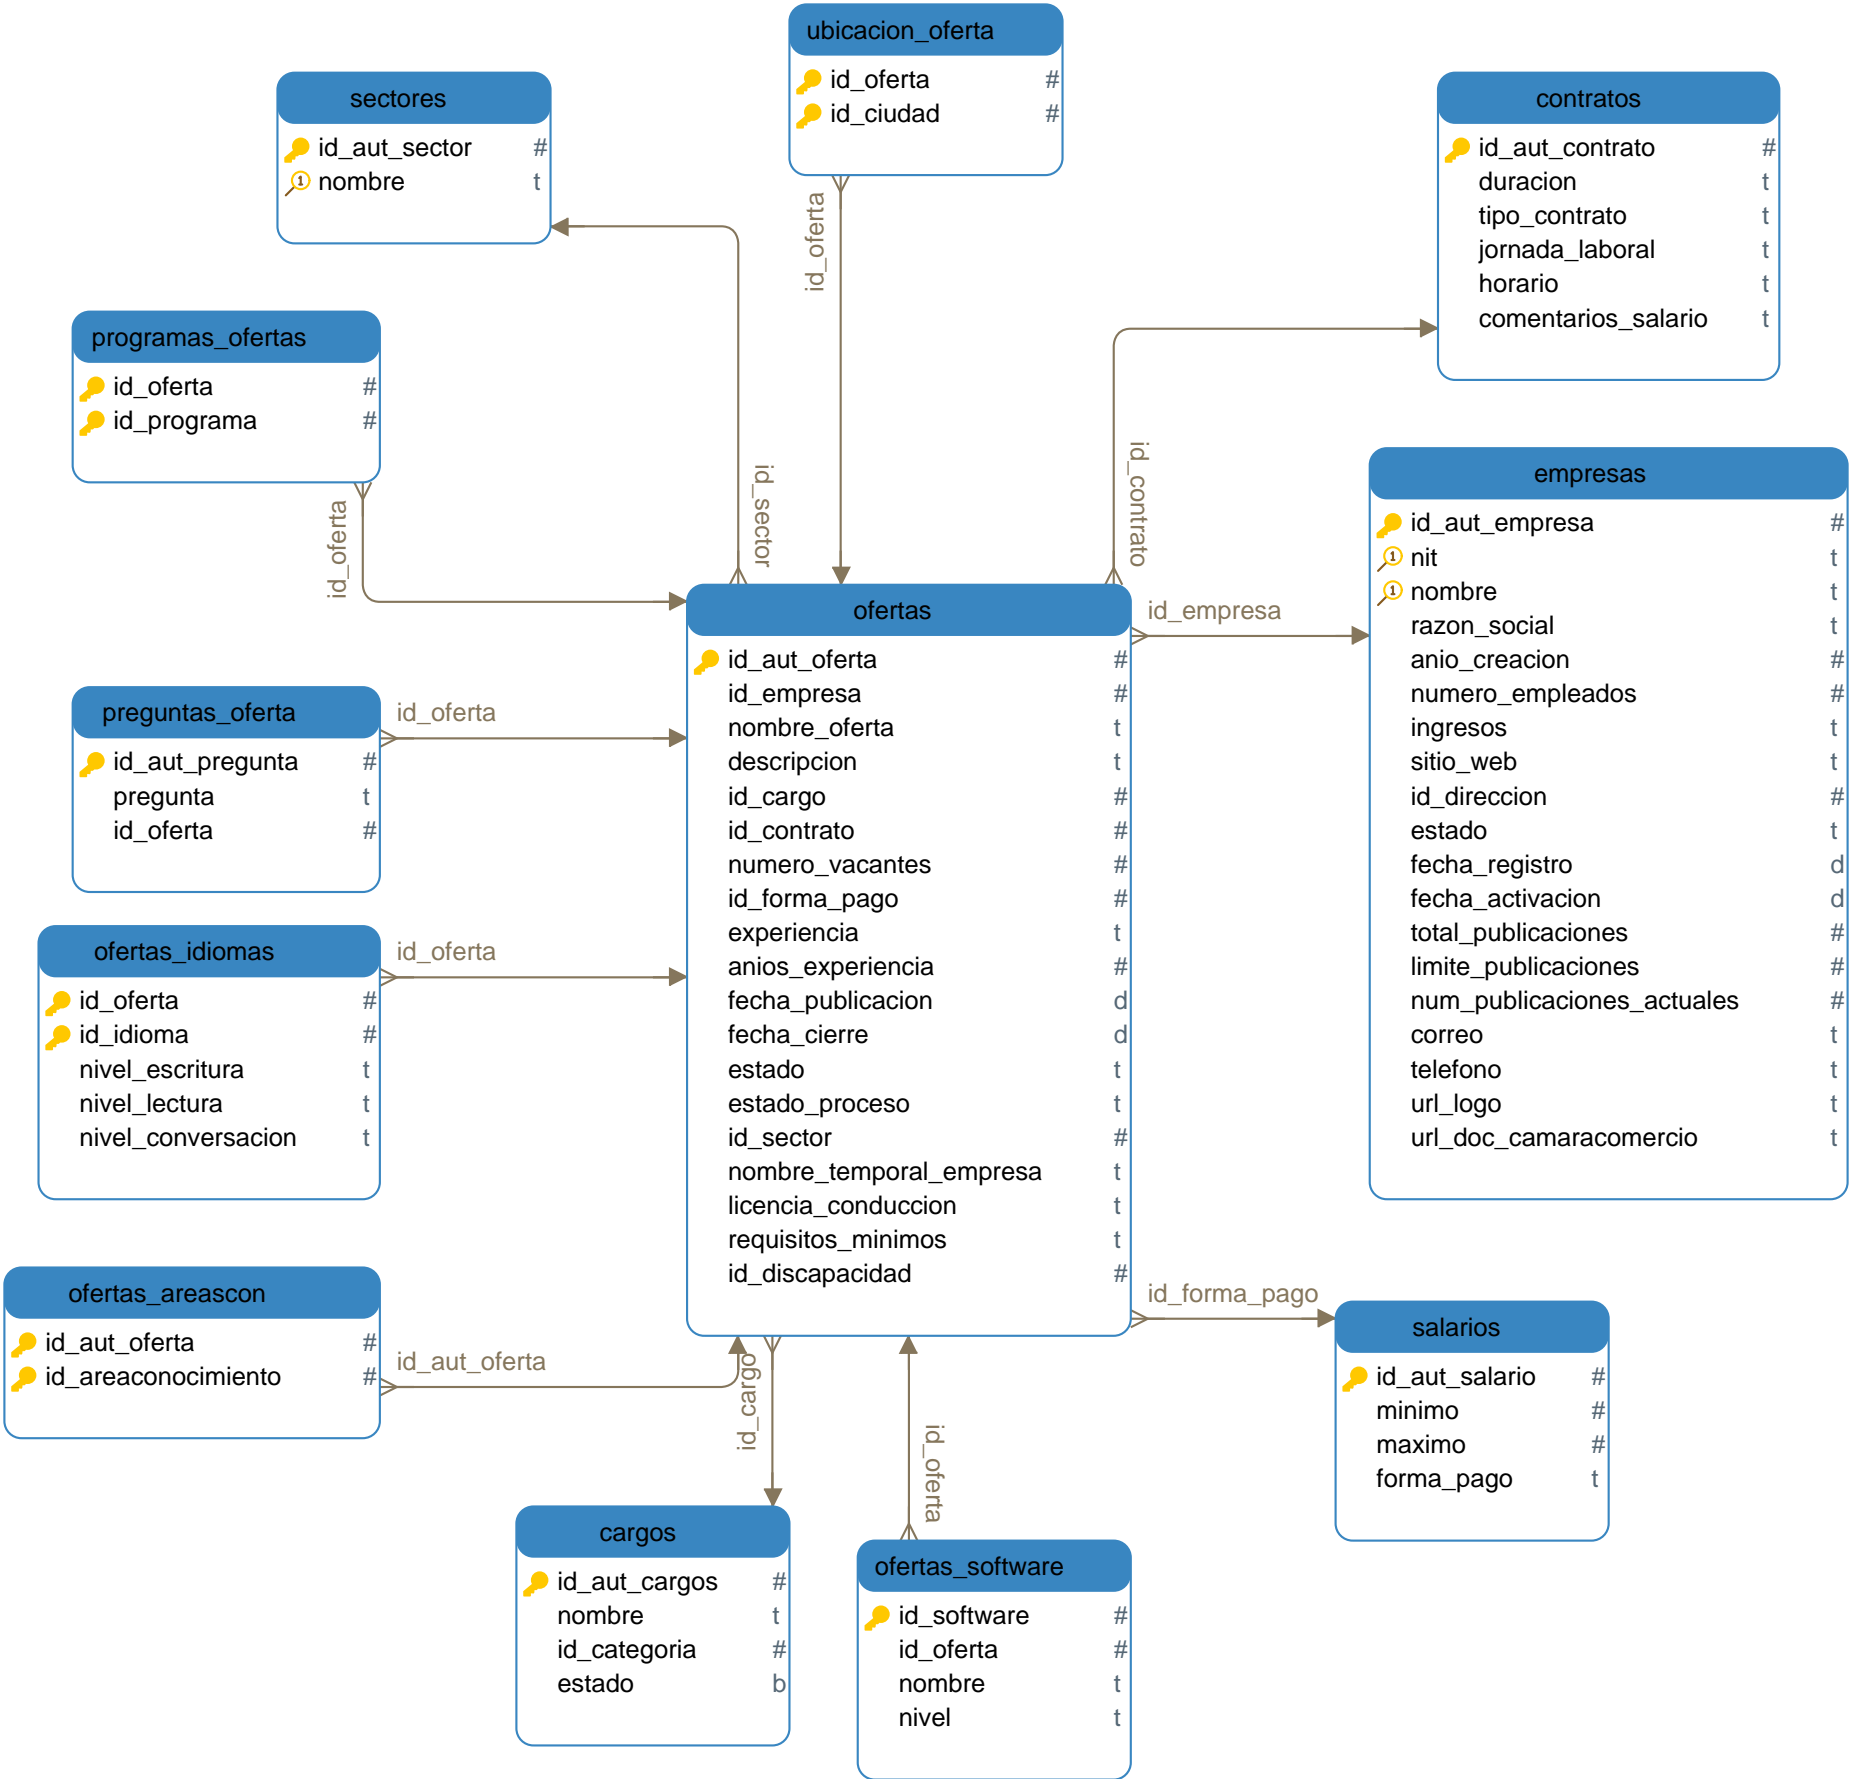 ubicacion_oferta
id_oferta #
id_ciudad #
sectores
id_aut_sector #
nombre t
contratos
id_aut_contrato #
duracion t
tipo_contrato t
jornada_laboral t
horario t
comentarios_salario t
id_oferta
programas_ofertas
id_oferta #
id_programa #
id_oferta
id_sector
id_contrato
empresas
id_aut_empresa #
nit t
nombre t
razon_social t
anio_creacion #
numero_empleados #
ingresos t
sitio_web t
id_direccion #
estado t
fecha_registro d
fecha_activacion d
total_publicaciones #
limite_publicaciones #
num_publicaciones_actuales #
correo t
telefono t
url_logo t
url_doc_camaracomercio t
id_empresa
ofertas
id_aut_oferta #
id_empresa #
nombre_oferta t
descripcion t
id_cargo #
id_contrato #
numero_vacantes #
id_forma_pago #
experiencia t
anios_experiencia #
fecha_publicacion d
fecha_cierre d
estado t
estado_proceso t
id_sector #
nombre_temporal_empresa t
licencia_conduccion t
requisitos_minimos t
id_discapacidad #
preguntas_oferta
id_aut_pregunta #
pregunta t
id_oferta #
id_oferta
ofertas_idiomas
id_oferta #
id_idioma #
nivel_escritura t
nivel_lectura t
nivel_conversacion t
id_oferta
ofertas_areascon
id_aut_oferta #
id_areaconocimiento #
id_aut_oferta
id_cargo
id_oferta
id_forma_pago
salarios
id_aut_salario #
minimo #
maximo #
forma_pago t
cargos
id_aut_cargos #
nombre t
id_categoria #
estado b
ofertas_software
id_software #
id_oferta #
nombre t
nivel t